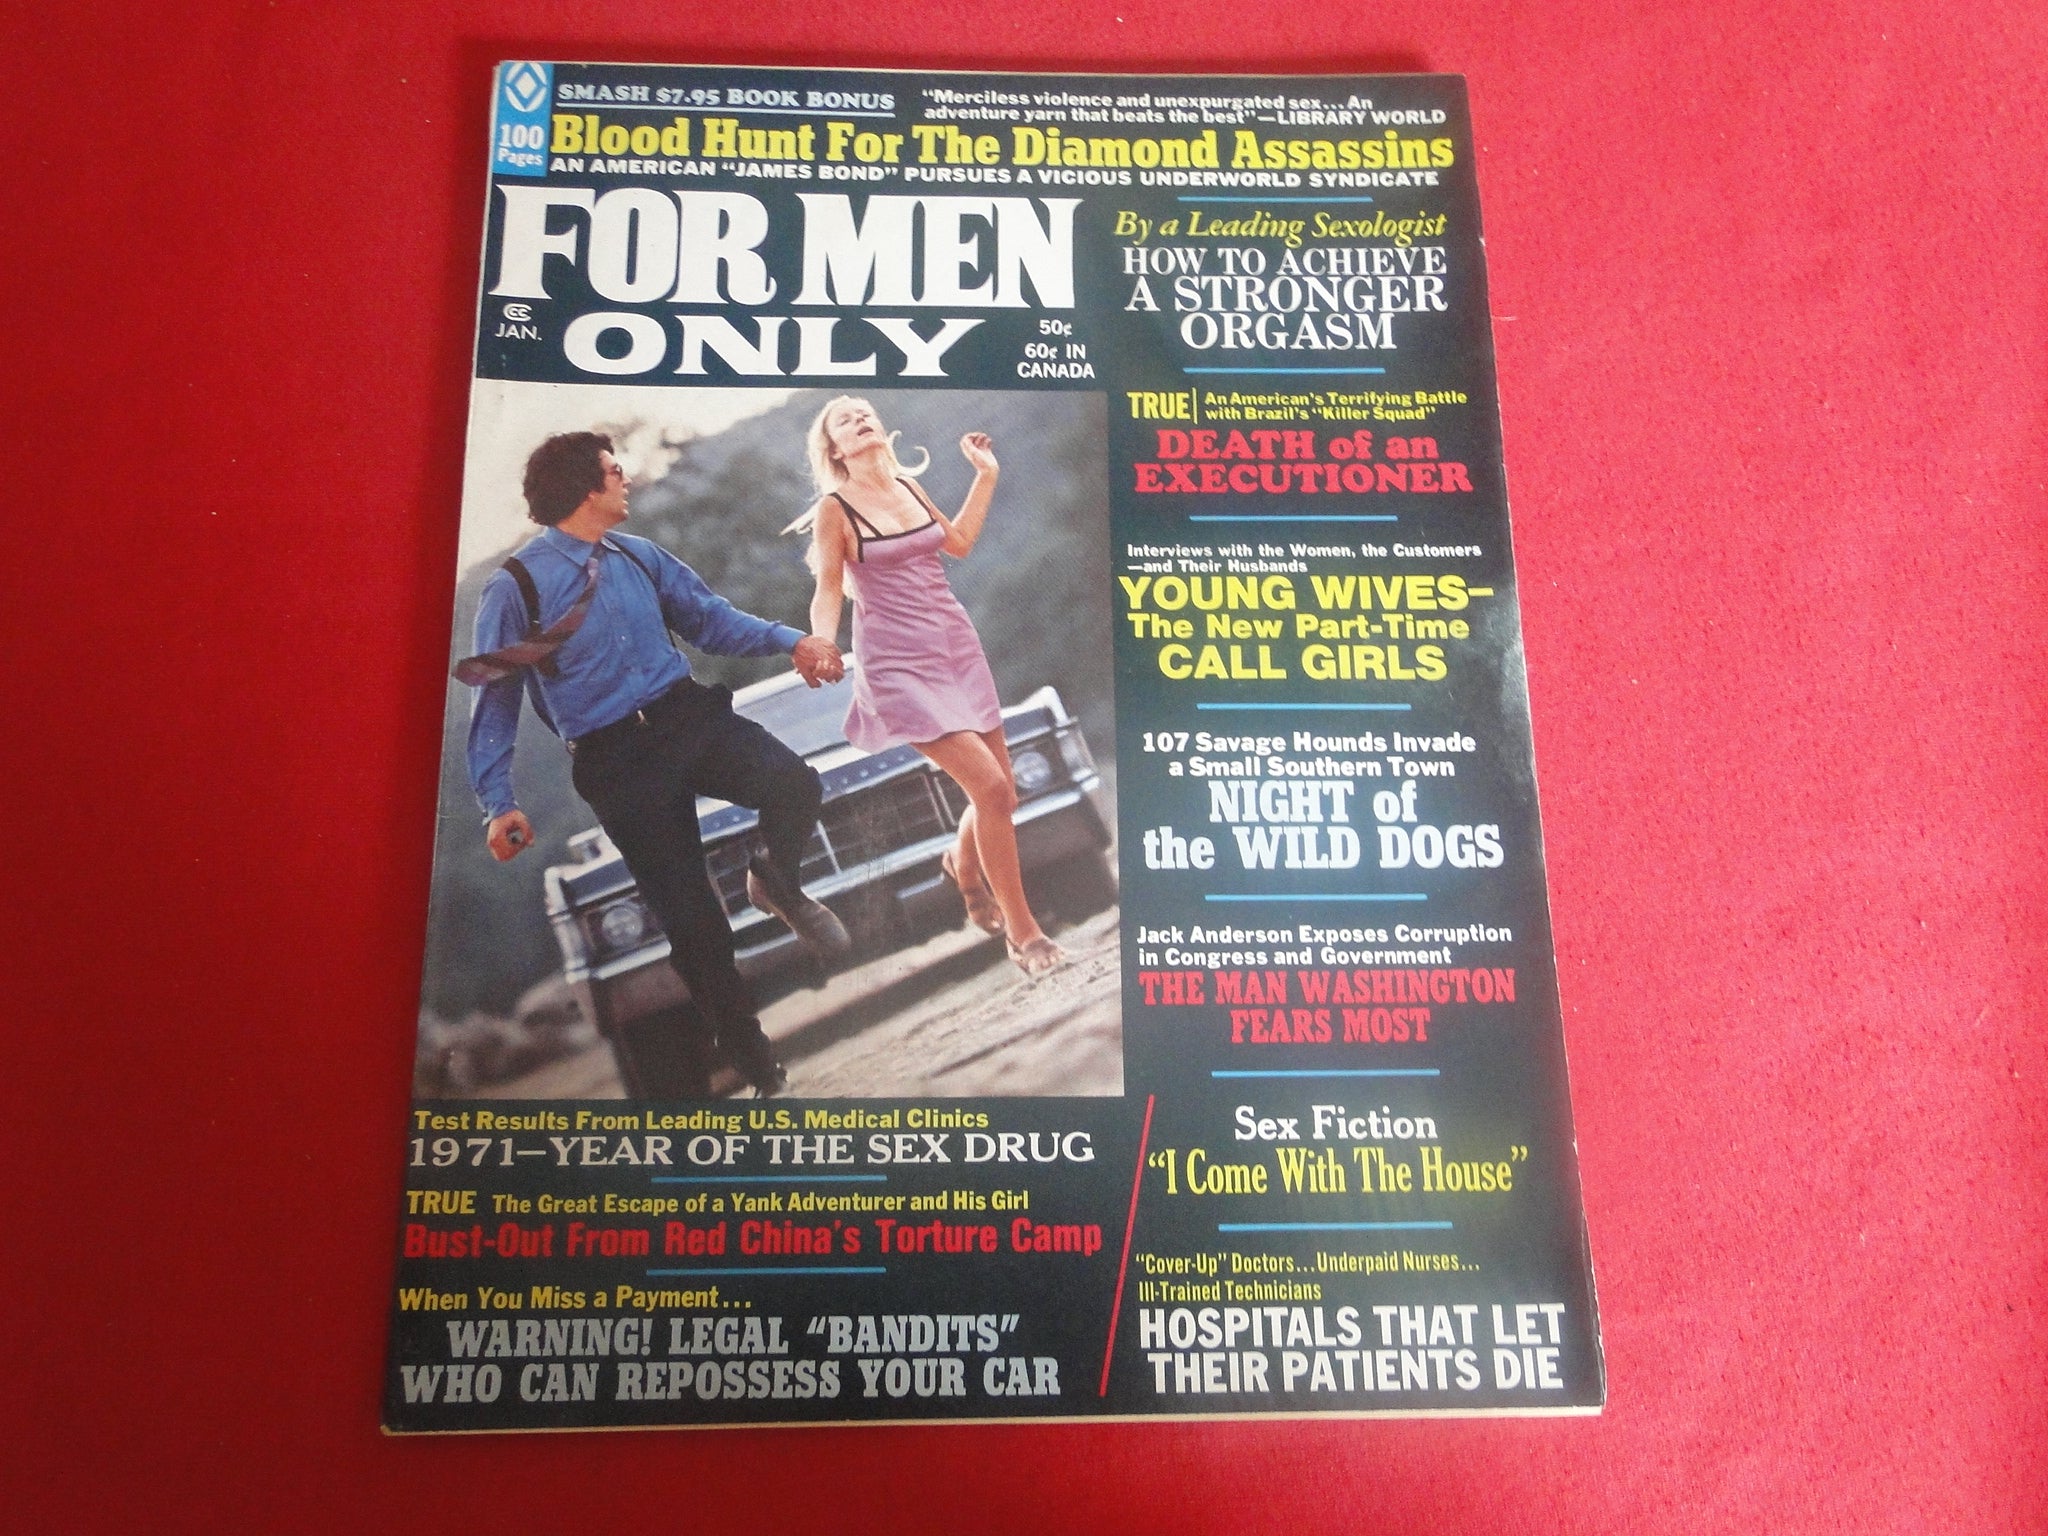 SMASH $7.95 BOOK BONUS
"Merciless violence and unexpurgated sex...An
adventure yarn that beats the best"—LIBRARY WORLD
100
Pages
Blood Hunt For The Diamond Assassins
AN AMERICAN "JAMES BOND" PURSUES A VICIOUS UNDERWORLD SYNDICATE
FOR MEN
ONLY
CC
JAN.
50¢
60¢ IN
CANADA
By a Leading Sexologist
HOW TO ACHIEVE
A STRONGER
ORGASM
TRUE
An American's Terrifying Battle
with Brazil's "Killer Squad"
DEATH of an
EXECUTIONER
Interviews with the Women, the Customers
—and Their Husbands
YOUNG WIVES—
The New Part-Time
CALL GIRLS
107 Savage Hounds Invade
a Small Southern Town
NIGHT of
the WILD DOGS
Jack Anderson Exposes Corruption
in Congress and Government
THE MAN WASHINGTON
FEARS MOST
Sex Fiction
"I Come With The House"
"Cover-Up" Doctors...Underpaid Nurses...
Ill-Trained Technicians
HOSPITALS THAT LET
THEIR PATIENTS DIE
Test Results From Leading U.S. Medical Clinics
1971—YEAR OF THE SEX DRUG
TRUE The Great Escape of a Yank Adventurer and His Girl
Bust-Out From Red China's Torture Camp
When You Miss a Payment...
WARNING! LEGAL "BANDITS"
WHO CAN REPOSSESS YOUR CAR